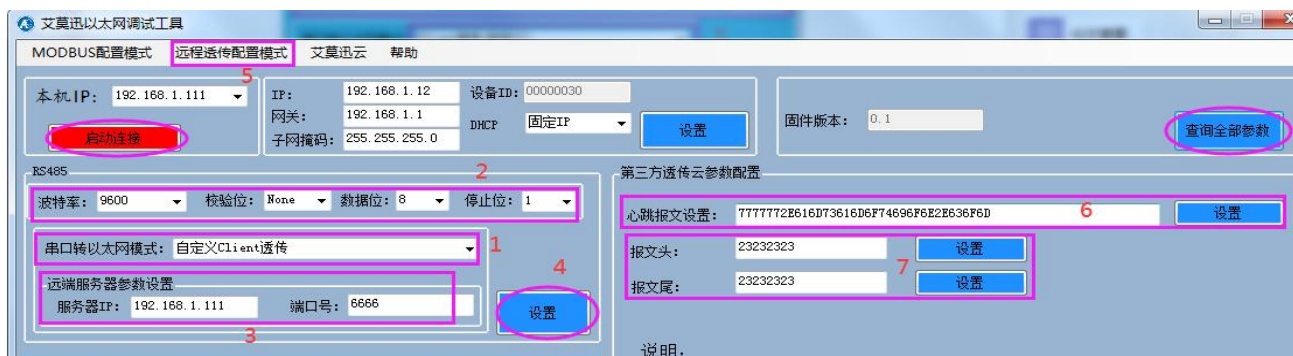 艾莫迅以太网调试工具
MODBUS配置模式 远程透传配置模式 艾莫迅云 帮助
5
本机IP: 192.168.1.111
启动连接
IP: 192.168.1.12 设备ID: 00000030
网关: 192.168.1.1 DHCP 固定IP 设置
子网掩码: 255.255.255.0
固件版本: 0.1 查询全部参数
RS485
2
波特率: 9600 校验位: None 数据位: 8 停止位: 1
串口转以太网模式: 自定义Client透传 1
远端服务器参数设置
服务器IP: 192.168.1.111 端口号: 6666
3
4
设置
第三方透传云参数配置
心跳报文设置: 7777772E616D73616D6F74696F6E2E636F6D 6 设置
报文头: 23232323 设置
7
报文尾: 23232323 设置
说明.